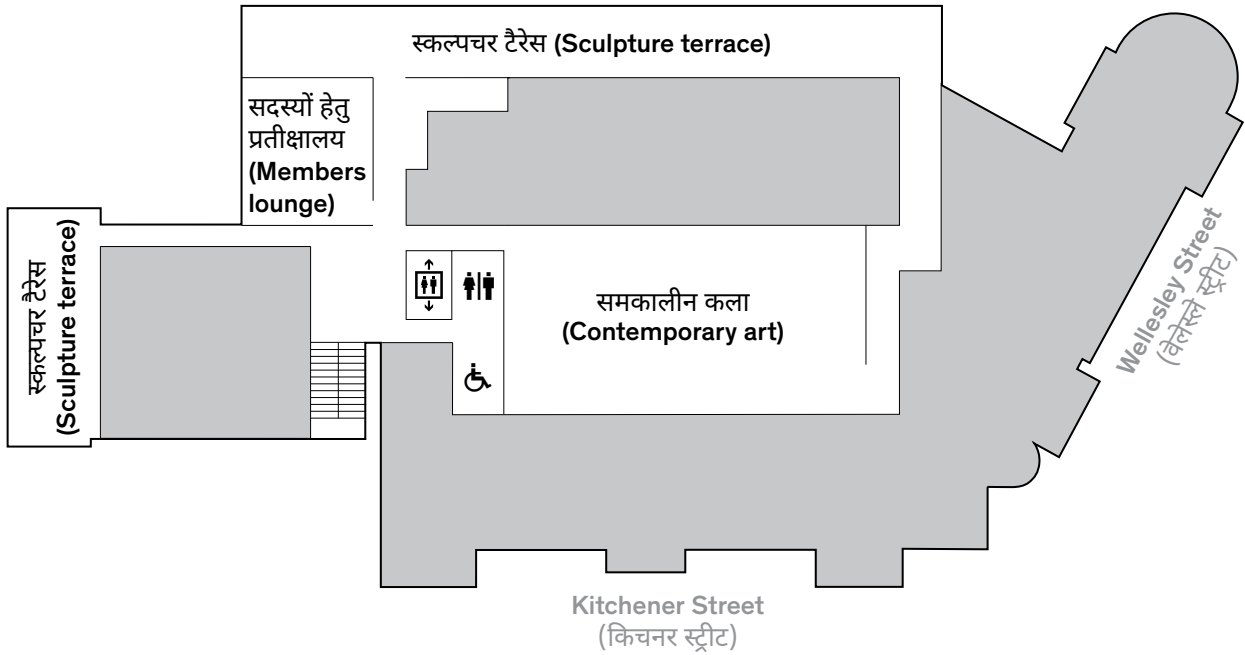 स्कल्पचर टैरेस (Sculpture terrace)
सदस्यों हेतु
प्रतीक्षालय
(Members
lounge)
स्कल्पचर टैरेस
(Sculpture terrace)
समकालीन कला
(Contemporary art)
Wellesley Street
(वेलेस्ले स्ट्रीट)
Kitchener Street
(किचनर स्ट्रीट)